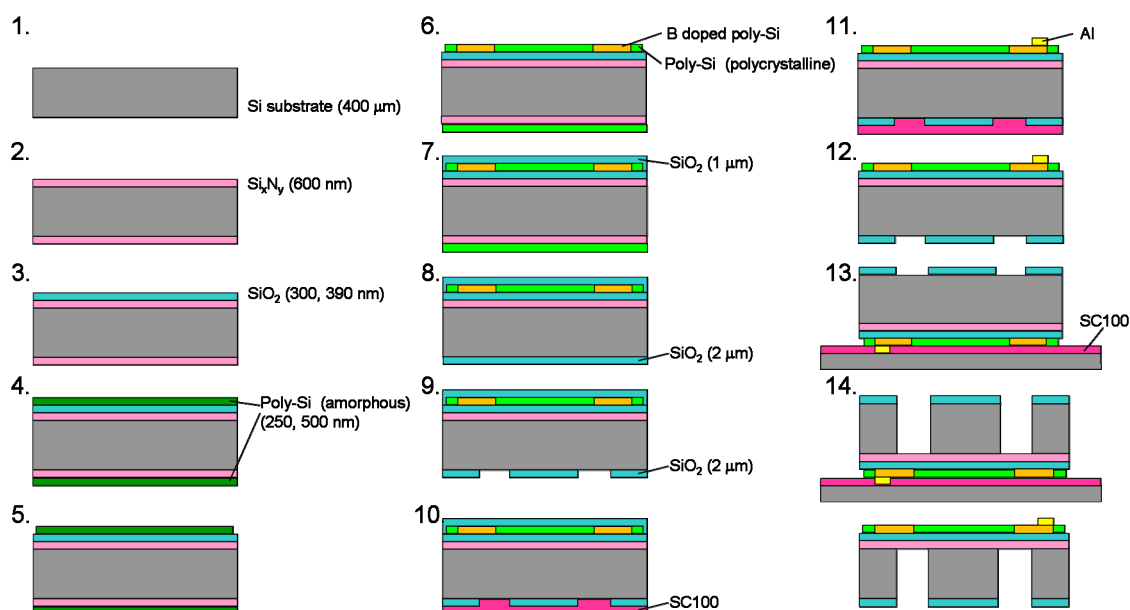 1.
Si substrate (400 μm)
2.
SixNy (600 nm)
3.
SiO2 (300, 390 nm)
4.
Poly-Si (amorphous)
(250, 500 nm)
5.
6.
B doped poly-Si
Poly-Si (polycrystalline)
7.
SiO2 (1 μm)
8.
SiO2 (2 μm)
9.
SiO2 (2 μm)
10.
SC100
11.
Al
12.
13.
SC100
14.